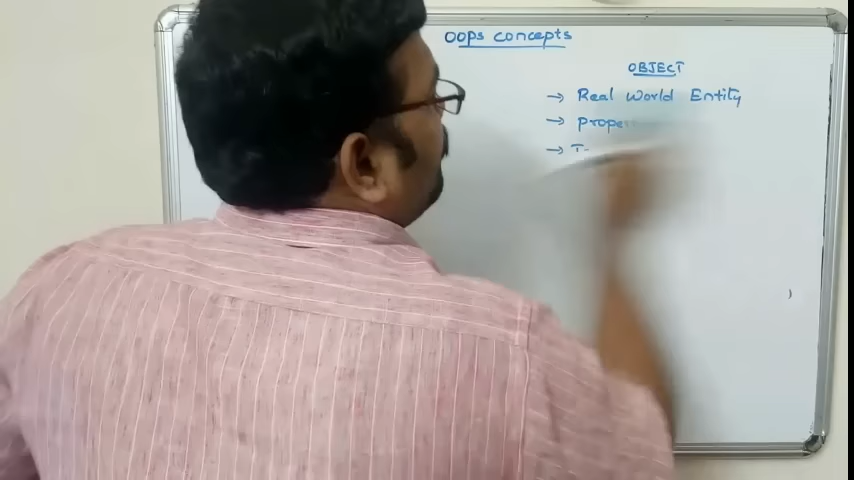 OOPS concepts
OBJECT
→ Real World Entity
→
→